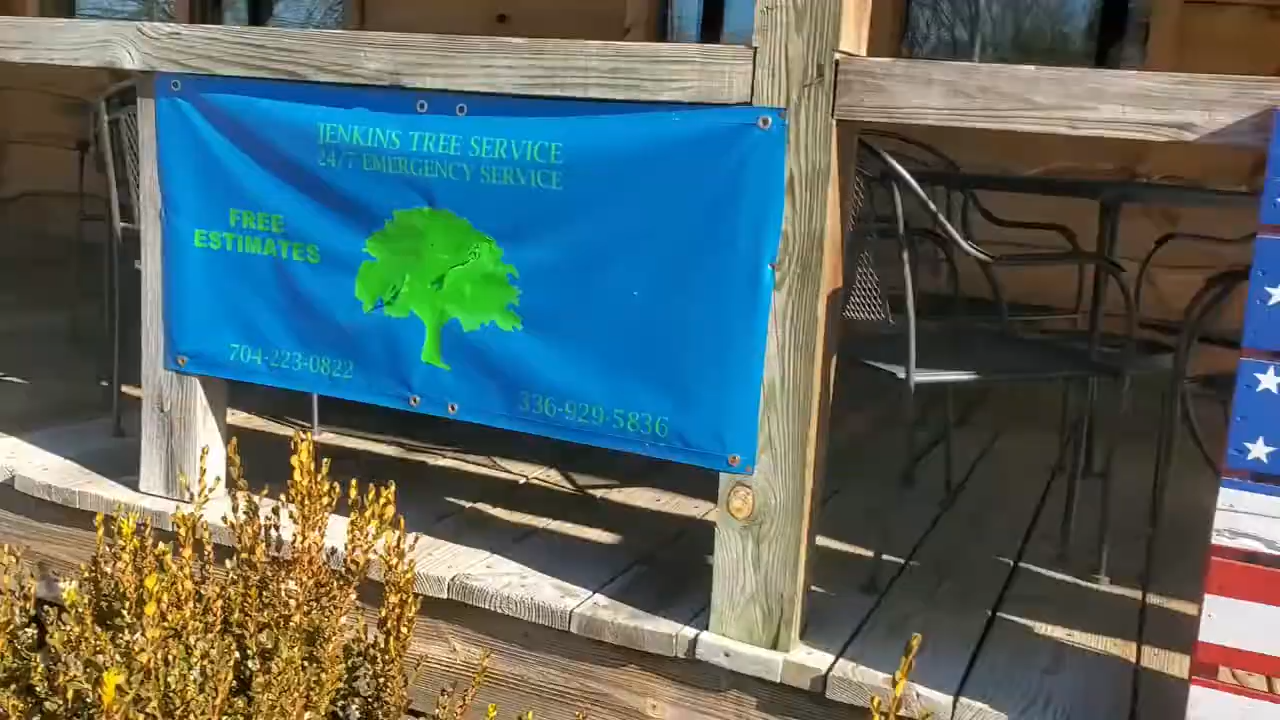 JENKINS TREE SERVICE
24/7 EMERGENCY SERVICE
FREE
ESTIMATES
704-223-0822
336-929-5836